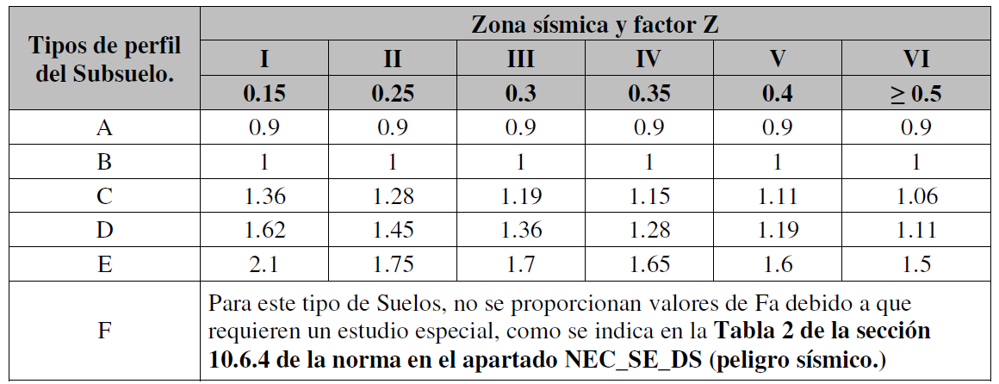 Tipos de perfil del Subsuelo. Zona sísmica y factor Z
I II III IV V VI
0.15 0.25 0.3 0.35 0.4 ≥ 0.5
A 0.9 0.9 0.9 0.9 0.9 0.9
B 1 1 1 1 1 1
C 1.36 1.28 1.19 1.15 1.11 1.06
D 1.62 1.45 1.36 1.28 1.19 1.11
E 2.1 1.75 1.7 1.65 1.6 1.5
F Para este tipo de Suelos, no se proporcionan valores de Fa debido a que
requieren un estudio especial, como se indica en la Tabla 2 de la sección
10.6.4 de la norma en el apartado NEC_SE_DS (peligro sísmico.)